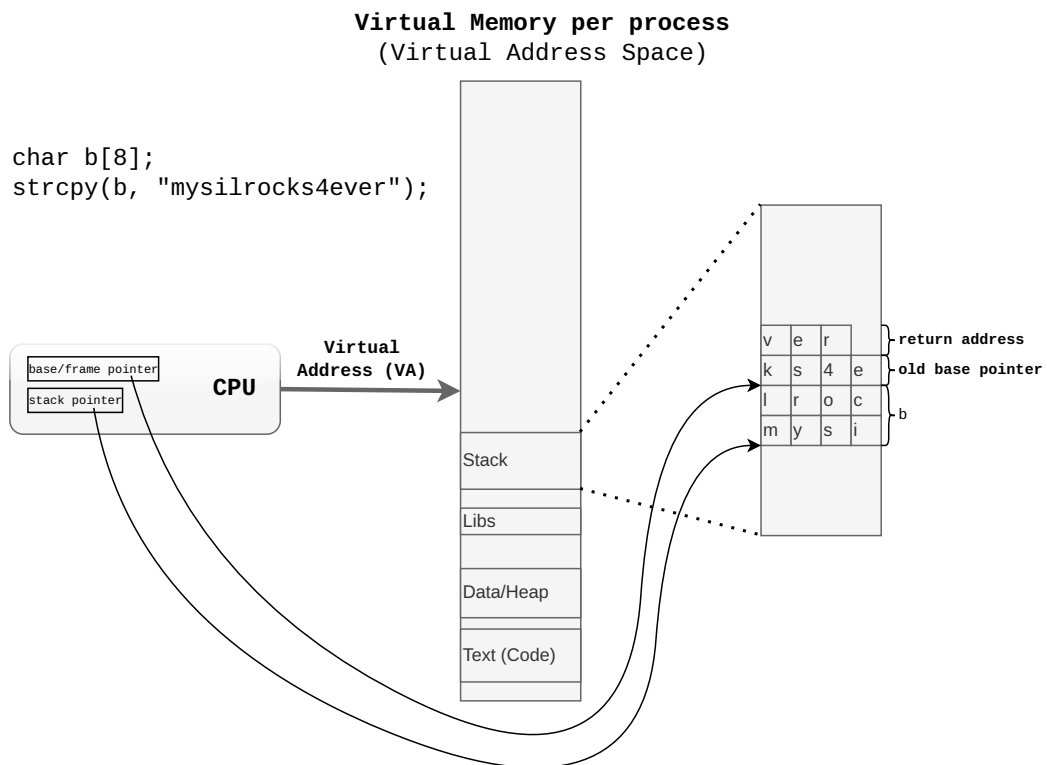 Virtual Memory per process
(Virtual Address Space)
char b[8];
strcpy(b, "mysilrocks4ever");
base/frame pointer
stack pointer
CPU
Virtual
Address (VA)
Stack
Libs
Data/Heap
Text (Code)
v e r
k s 4 e
l r o c
m y s i
return address
old base pointer
b